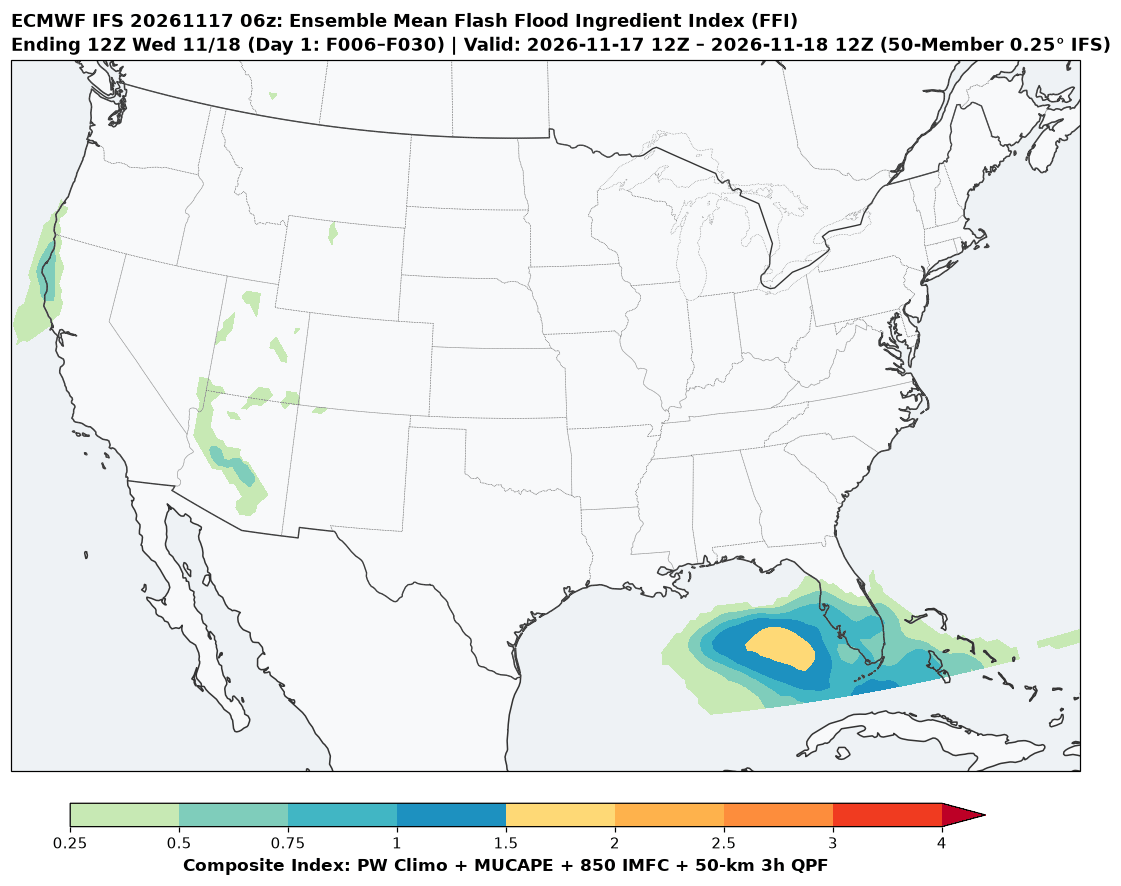 ECMWF IFS 20261117 06z: Ensemble Mean Flash Flood Ingredient Index (FFI)
Ending 12Z Wed 11/18 (Day 1: F006–F030) | Valid: 2026-11-17 12Z – 2026-11-18 12Z (50-Member 0.25° IFS)
0.25 0.5 0.75 1 1.5 2 2.5 3 4
Composite Index: PW Climo + MUCAPE + 850 IMFC + 50-km 3h QPF